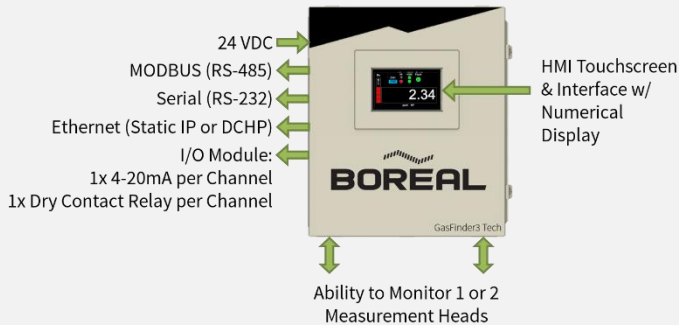 24 VDC
MODBUS (RS-485)
Serial (RS-232)
Ethernet (Static IP or DCHP)
I/O Module:
1x 4-20mA per Channel
1x Dry Contact Relay per Channel
2.34
BOREAL
GasFinder3 Tech
HMI Touchscreen
& Interface w/
Numerical
Display
Ability to Monitor 1 or 2
Measurement Heads